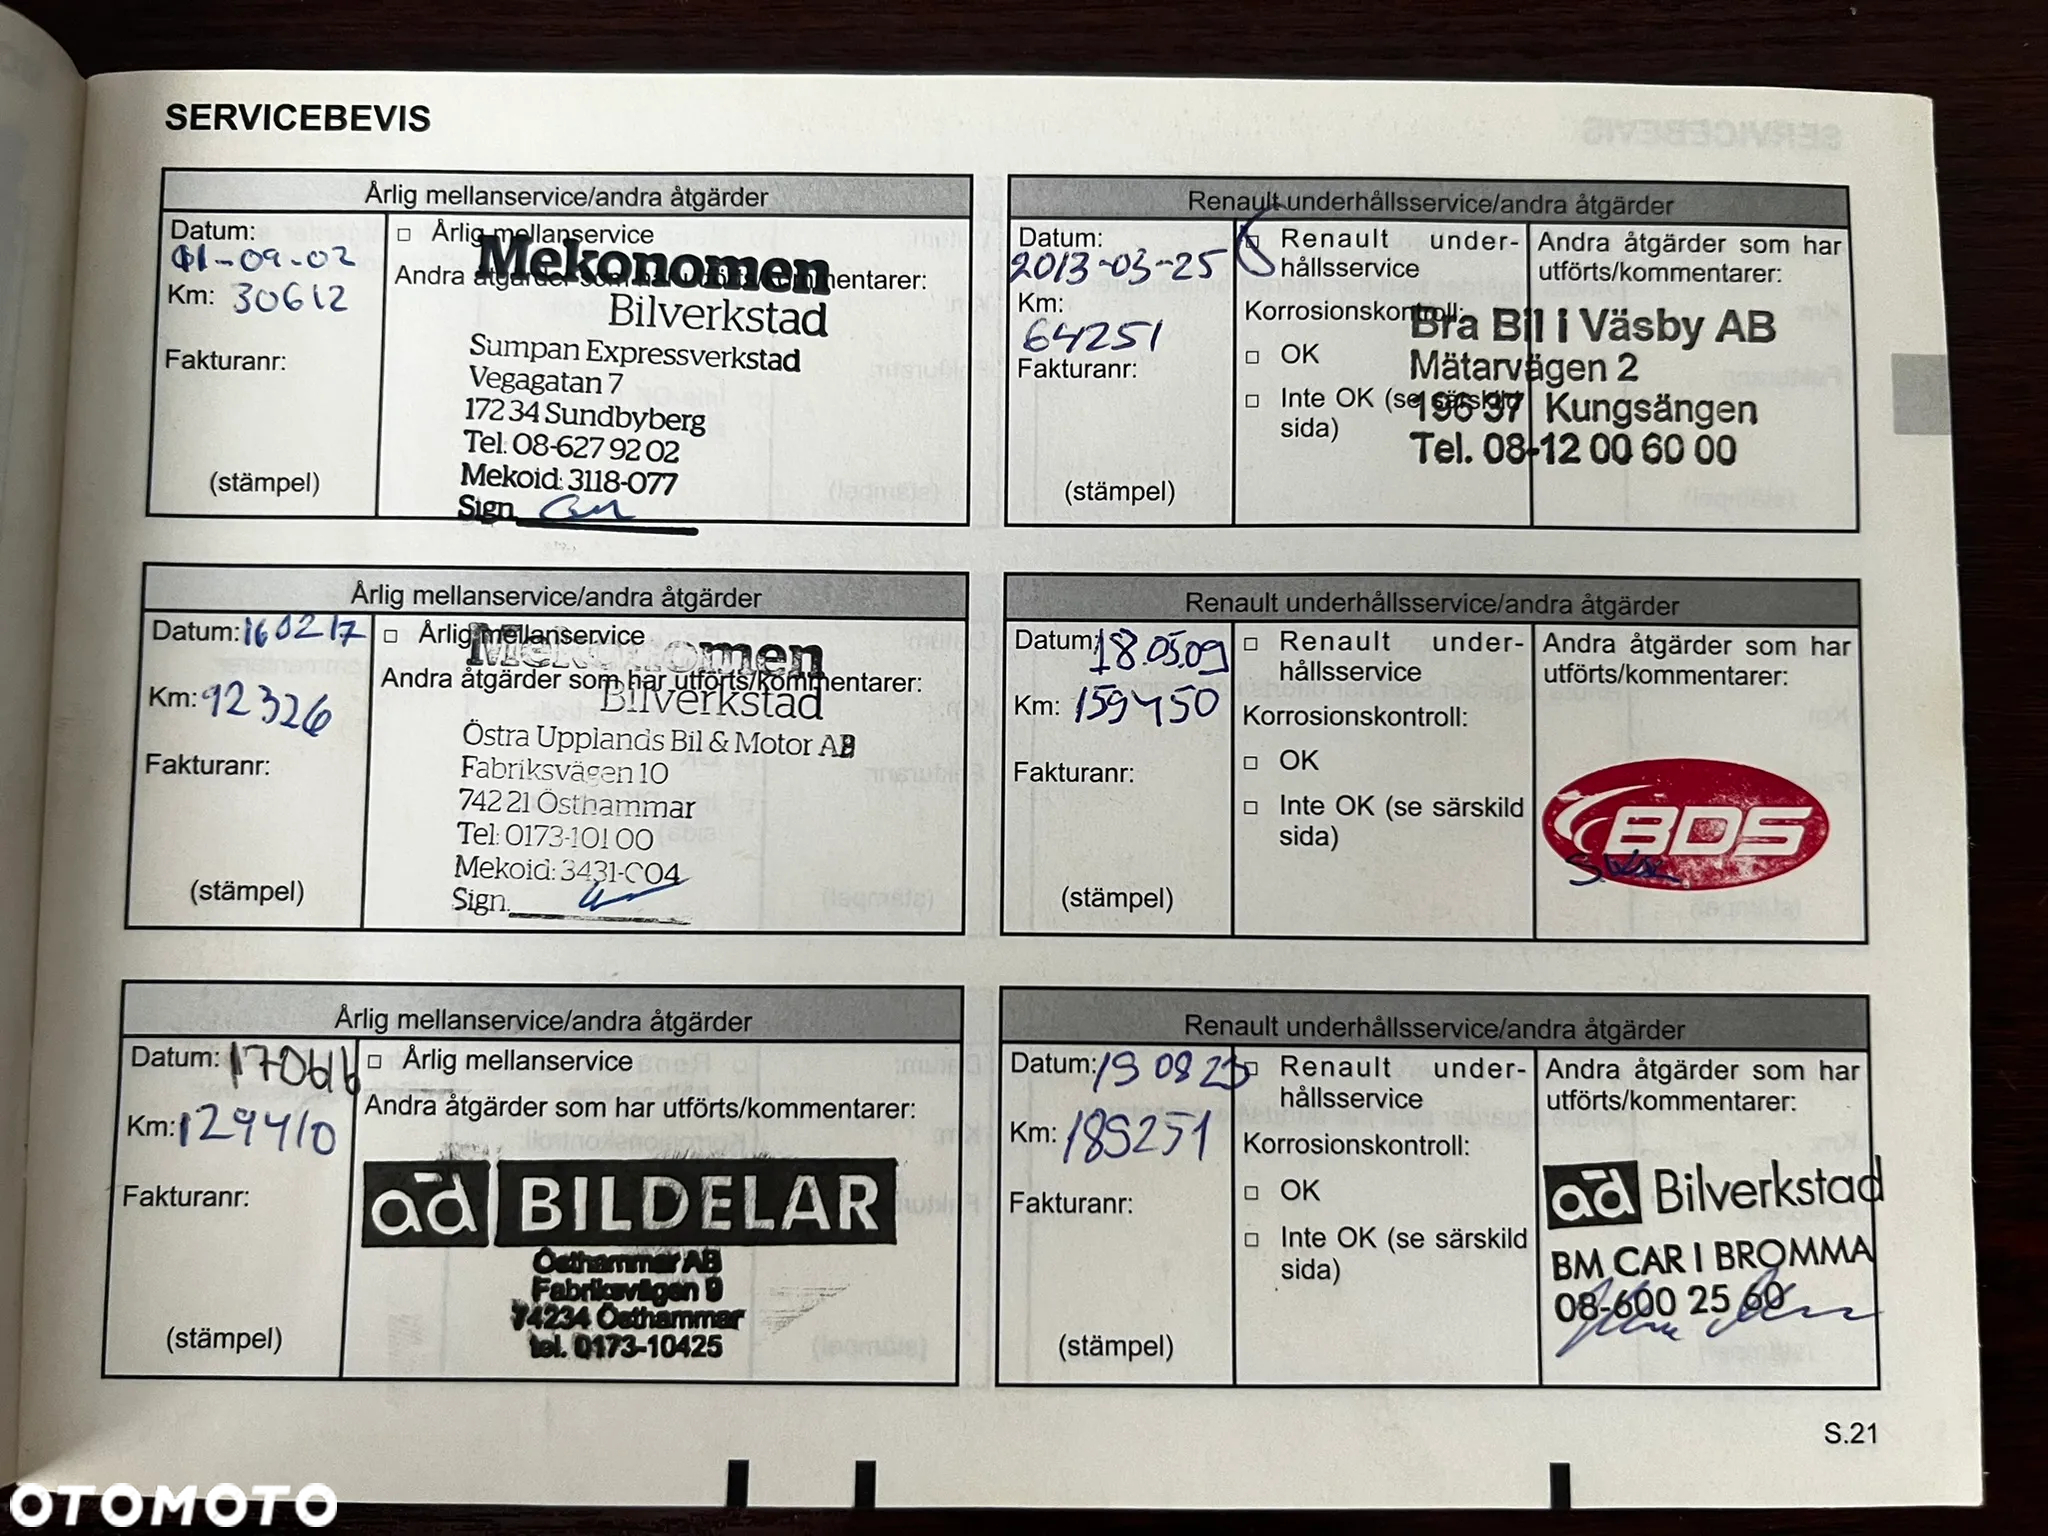 SERVICEBEVIS
Årlig mellanservice/andra åtgärder
Datum:
01-09-02
Km: 30612
Fakturanr:
(stämpel)
□ Årlig mellanservice
Andra åtgärder som har utförts/kommentarer:
Mekonomen
Bilverkstad
Sumpan Expressverkstad
Vegagatan 7
172 34 Sundbyberg
Tel: 08-627 92 02
Mekoid: 3118-077
Sign
Renault underhållsservice/andra åtgärder
Datum:
2013-03-25
Km:
64251
Fakturanr:
(stämpel)
□ Renault under-
hållsservice
Korrosionskontroll:
□ OK
□ Inte OK (se särskild
sida)
Andra åtgärder som har
utförts/kommentarer:
Bra Bil i Väsby AB
Mätarvägen 2
196 37 Kungsängen
Tel. 08-12 00 60 00
Årlig mellanservice/andra åtgärder
Datum: 160217
Km: 92326
Fakturanr:
(stämpel)
□ Årlig mellanservice
Andra åtgärder som har utförts/kommentarer:
Mekonomen
Bilverkstad
Östra Upplands Bil & Motor AB
Fabriksvägen 10
742 21 Östhammar
Tel: 0173-101 00
Mekoid: 3431-004
Sign.
Renault underhållsservice/andra åtgärder
Datum: 18.05.09
Km: 159450
Fakturanr:
(stämpel)
□ Renault under-
hållsservice
Korrosionskontroll:
□ OK
□ Inte OK (se särskild
sida)
Andra åtgärder som har
utförts/kommentarer:
BDS
Årlig mellanservice/andra åtgärder
Datum: 170616
Km: 129410
Fakturanr:
(stämpel)
□ Årlig mellanservice
Andra åtgärder som har utförts/kommentarer:
ad BILDELAR
Östhammar AB
Fabriksvägen 9
74234 Östhammar
tel. 0173-10425
Renault underhållsservice/andra åtgärder
Datum: 190823
Km: 189251
Fakturanr:
(stämpel)
□ Renault under-
hållsservice
Korrosionskontroll:
□ OK
□ Inte OK (se särskild
sida)
Andra åtgärder som har
utförts/kommentarer:
ad Bilverkstad
BM CAR I BROMMA
08-600 25 60
S.21
OTOMOTO